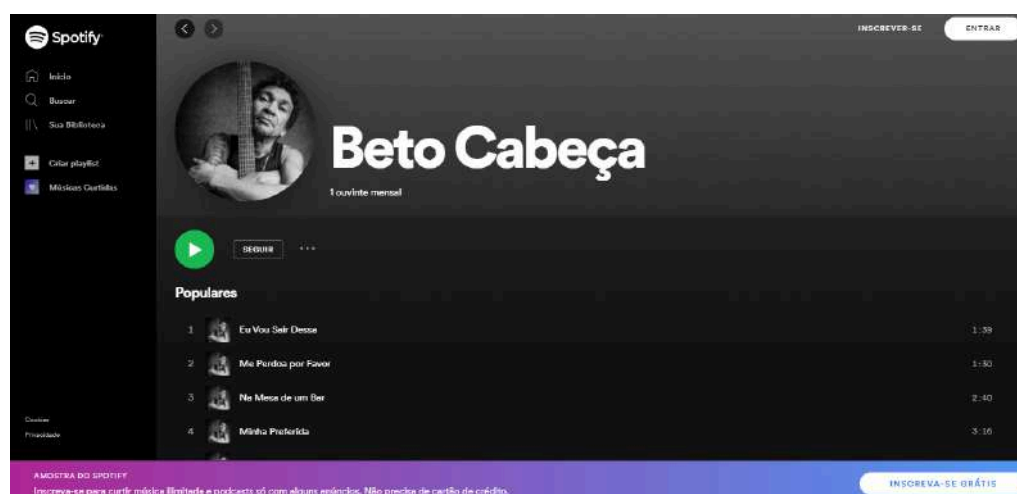 Spotify
INSCREVER-SE
ENTRAR
Início
Buscar
Sua Biblioteca
Criar playlist
Músicas Curtidas
Beto Cabeça
1 ouvinte mensal
SEGUIR
Populares
1 Eu Vou Sair Dessa 1:39
2 Me Perdoa por Favor 1:30
3 Na Mesa de um Bar 2:40
4 Minha Preferida 3:16
Cookies
Privacidade
AMOSTRA DO SPOTIFY
Inscreva-se para curtir música ilimitada e podcasts só com alguns anúncios. Não precisa de cartão de crédito.
INSCREVA-SE GRÁTIS